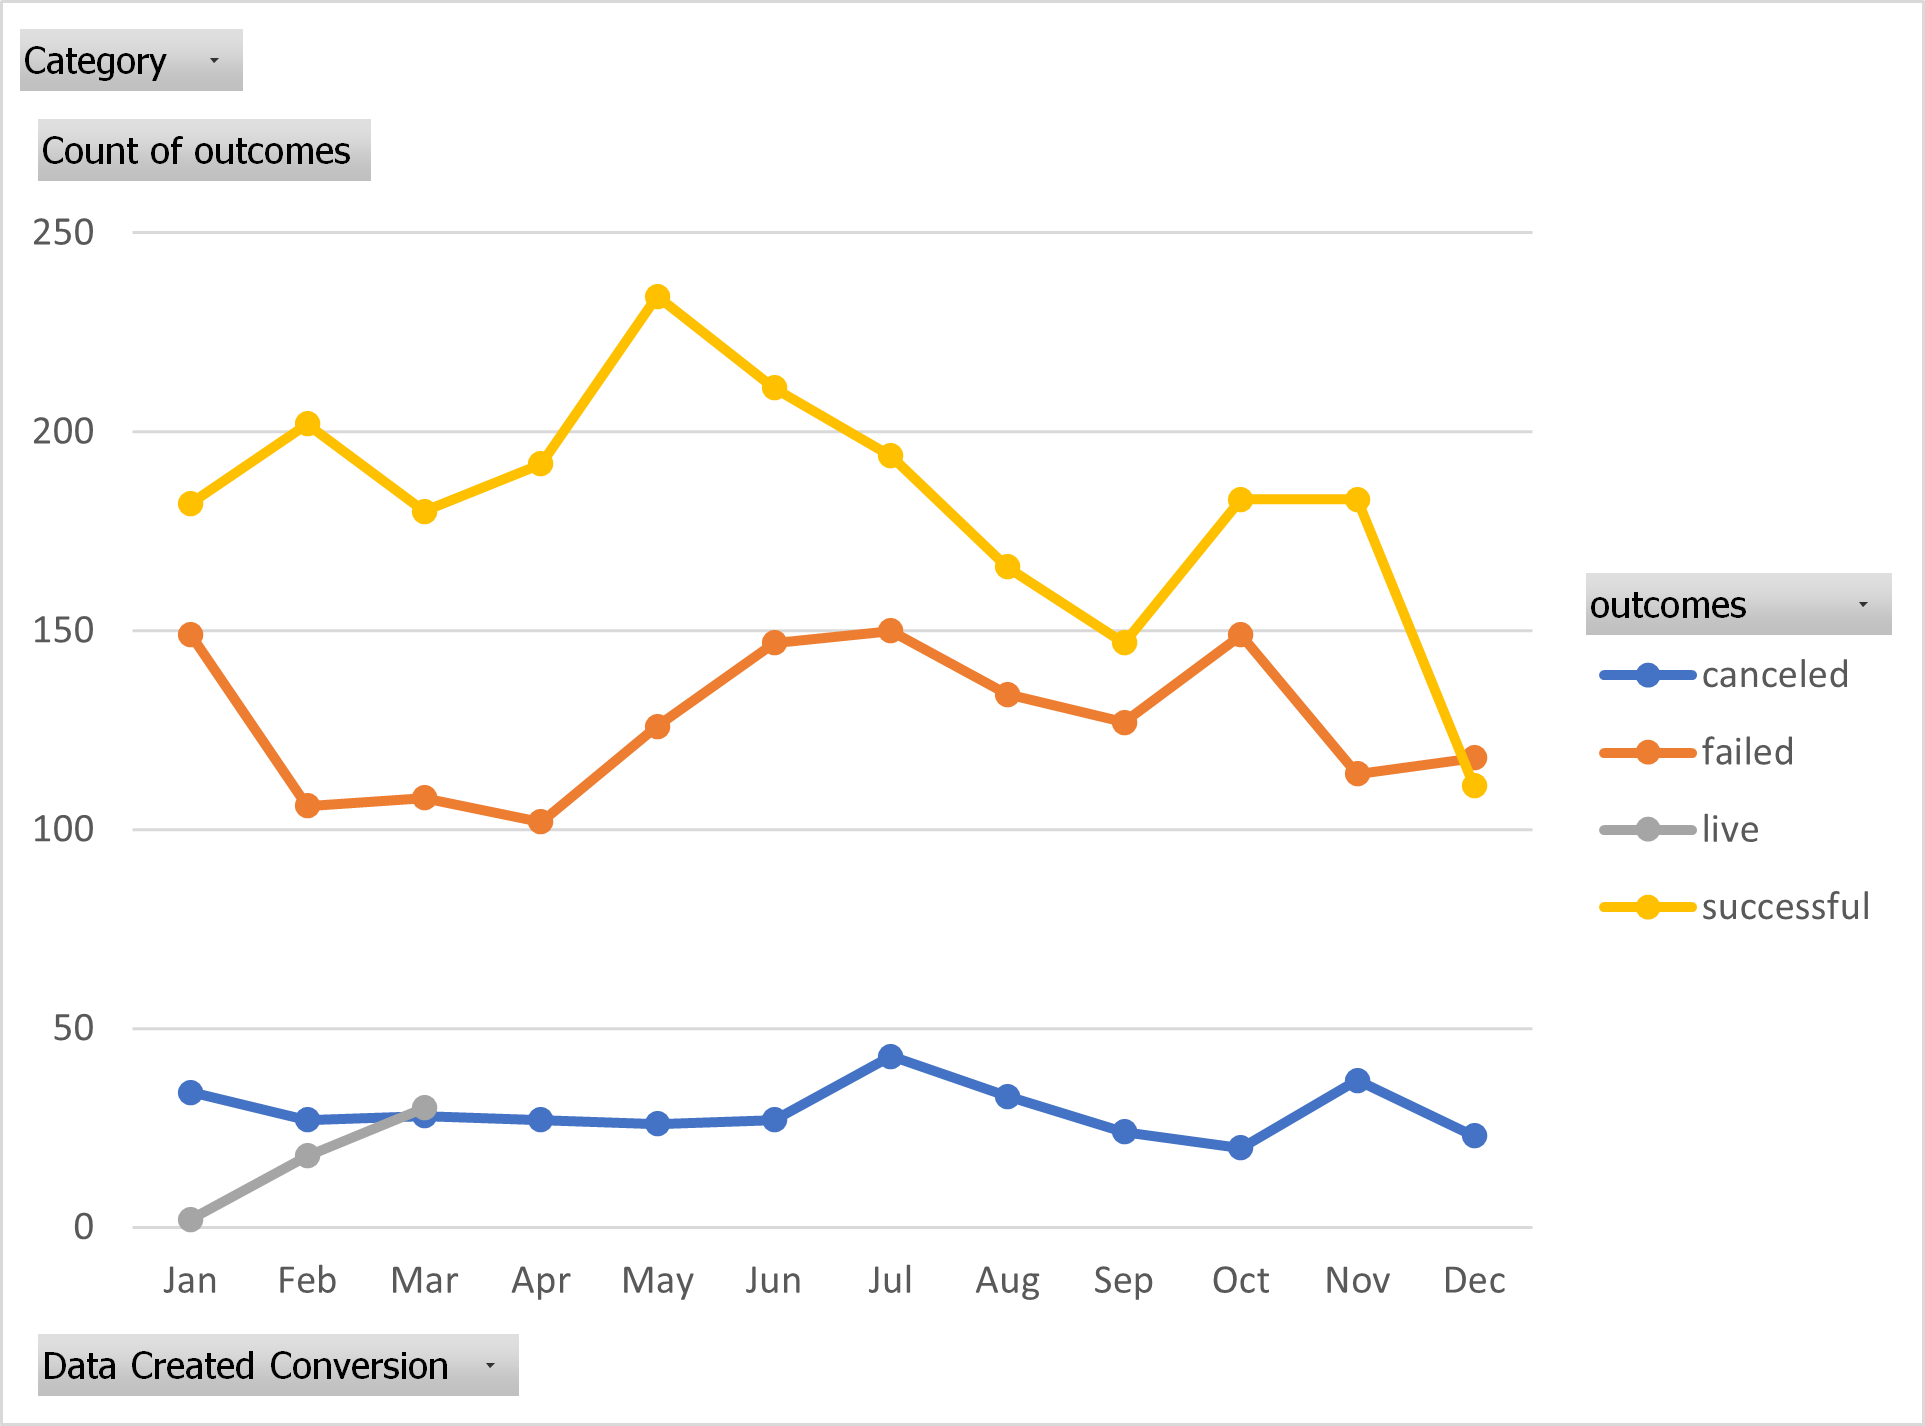 Category
Count of outcomes
250
200
150
100
50
0
Jan Feb Mar Apr May Jun Jul Aug Sep Oct Nov Dec
Data Created Conversion
outcomes
canceled
failed
live
successful